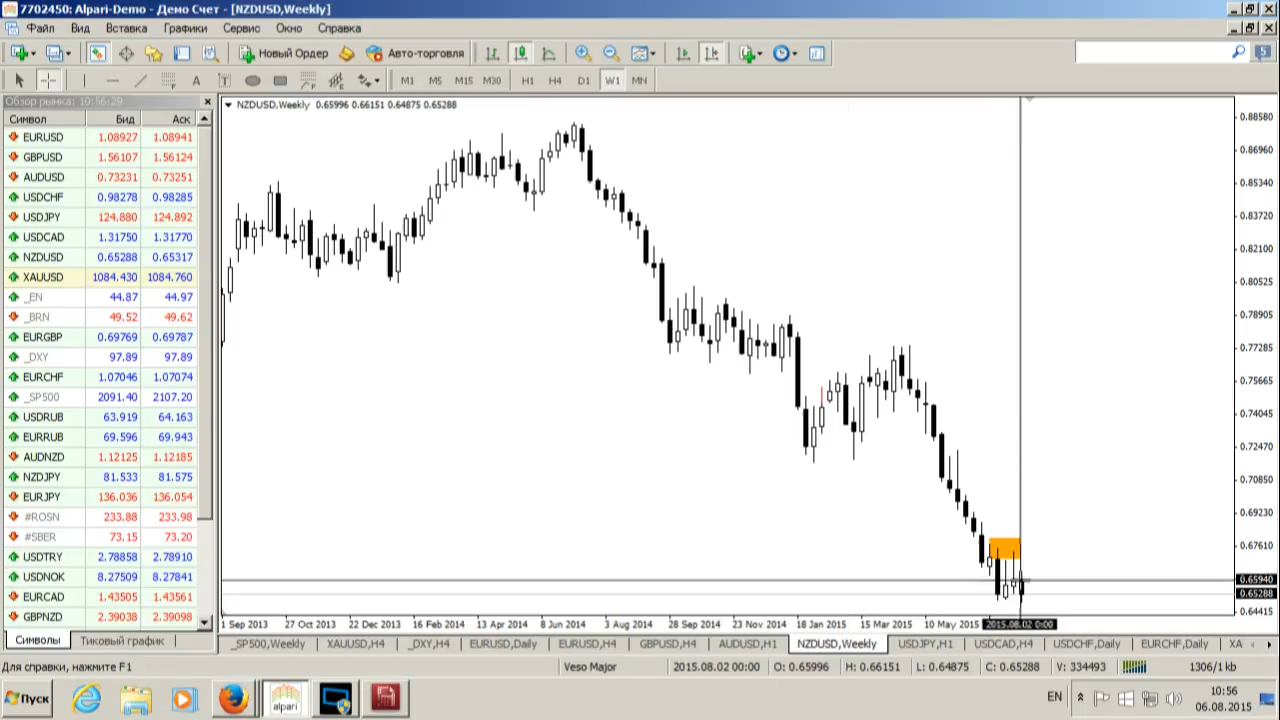 7702450: Alpari-Demo - Демо Счет - [NZDUSD,Weekly]
Файл Вид Вставка Графики Сервис Окно Справка
Новый Ордер Авто-торговля 5
A T M1 M5 M15 M30 H1 H4 D1 W1 MN
Обзор рынка: 10:56:29
Символ Бид Аск
EURUSD 1.08927 1.08941
GBPUSD 1.56107 1.56124
AUDUSD 0.73231 0.73251
USDCHF 0.98278 0.98285
USDJPY 124.880 124.892
USDCAD 1.31750 1.31770
NZDUSD 0.65288 0.65317
XAUUSD 1084.430 1084.760
_EN 44.87 44.97
_BRN 49.52 49.62
EURGBP 0.69769 0.69787
_DXY 97.89 97.89
EURCHF 1.07046 1.07074
_SP500 2091.40 2107.20
USDRUB 63.919 64.163
EURRUB 69.596 69.943
AUDNZD 1.12125 1.12185
NZDJPY 81.533 81.575
EURJPY 136.036 136.054
#ROSN 233.88 233.98
#SBER 73.15 73.20
USDTRY 2.78858 2.78910
USDNOK 8.27509 8.27841
EURCAD 1.43505 1.43561
GBPNZD 2.39038 2.39098
Символы Тиковый график
NZDUSD,Weekly 0.65996 0.66151 0.64875 0.65288
0.88580
0.86960
0.85340
0.83720
0.82100
0.80525
0.78905
0.77285
0.75665
0.74045
0.72470
0.70850
0.69230
0.67610
0.65940
0.65288
0.64415
1 Sep 2013 27 Oct 2013 22 Dec 2013 16 Feb 2014 13 Apr 2014 8 Jun 2014 3 Aug 2014 28 Sep 2014 23 Nov 2014 18 Jan 2015 15 Mar 2015 10 May 2015 2015.08.02 0:00
_SP500,Weekly XAUUSD,H4 _DXY,H4 EURUSD,Daily EURUSD,H4 GBPUSD,H4 AUDUSD,H1 NZDUSD,Weekly USDJPY,H1 USDCAD,H4 USDCHF,Daily EURCHF,Daily XA
Для справки, нажмите F1 Veso Major 2015.08.02 00:00 O: 0.65996 H: 0.66151 L: 0.64875 C: 0.65288 V: 334493 1306/1 kb
Пуск alpari EN 10:56
06.08.2015